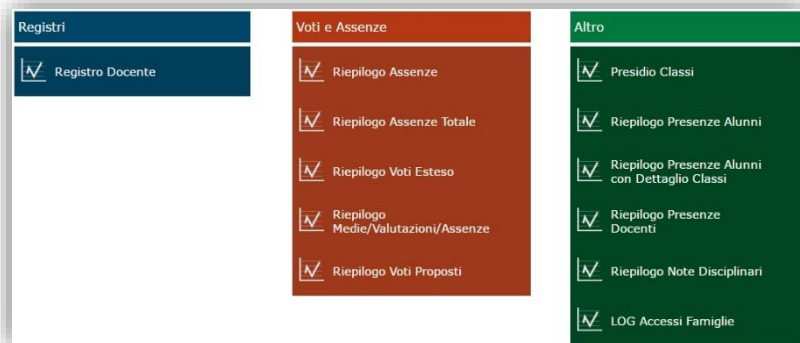 Registri
Registro Docente
Voti e Assenze
Riepilogo Assenze
Riepilogo Assenze Totale
Riepilogo Voti Esteso
Riepilogo
Medie/Valutazioni/Assenze
Riepilogo Voti Proposti
Altro
Presidio Classi
Riepilogo Presenze Alunni
Riepilogo Presenze Alunni
con Dettaglio Classi
Riepilogo Presenze
Docenti
Riepilogo Note Disciplinari
LOG Accessi Famiglie